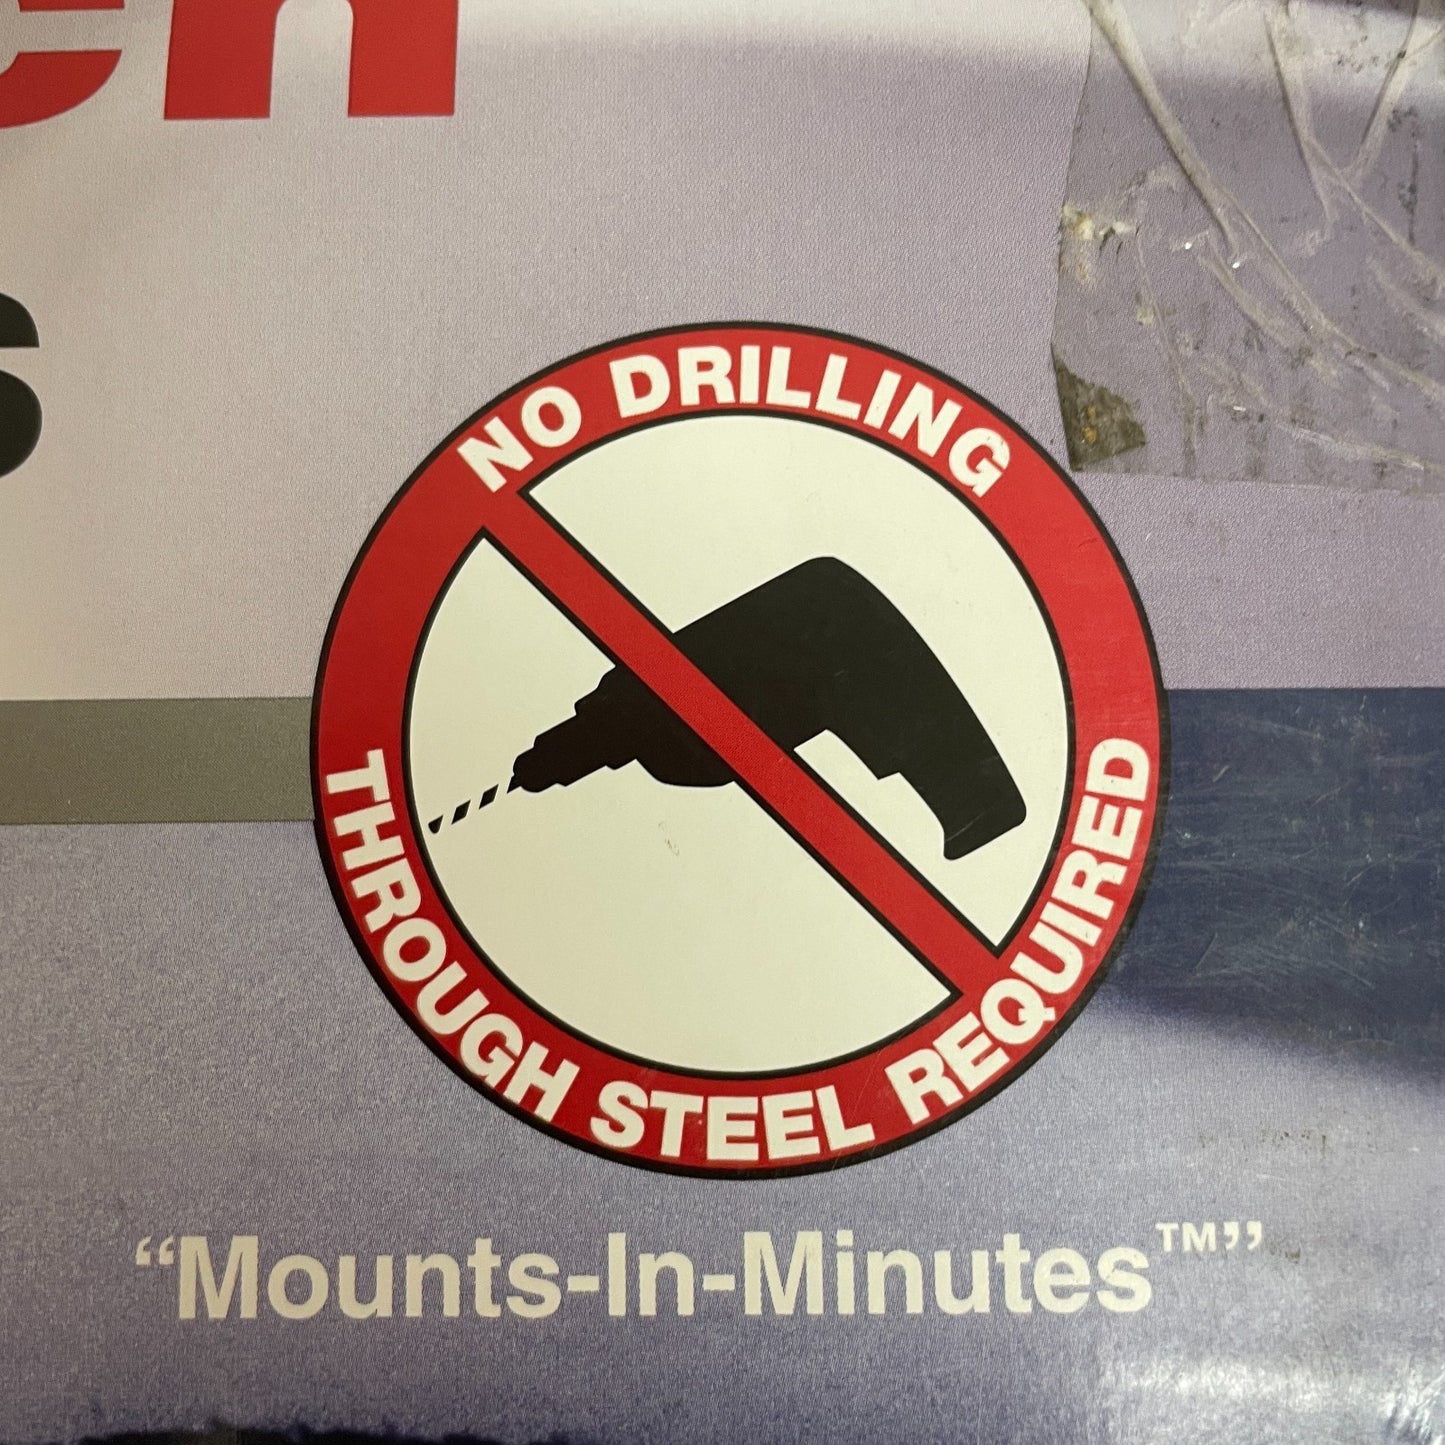 NO DRILLING
THROUGH STEEL REQUIRED
“Mounts-In-Minutes™”